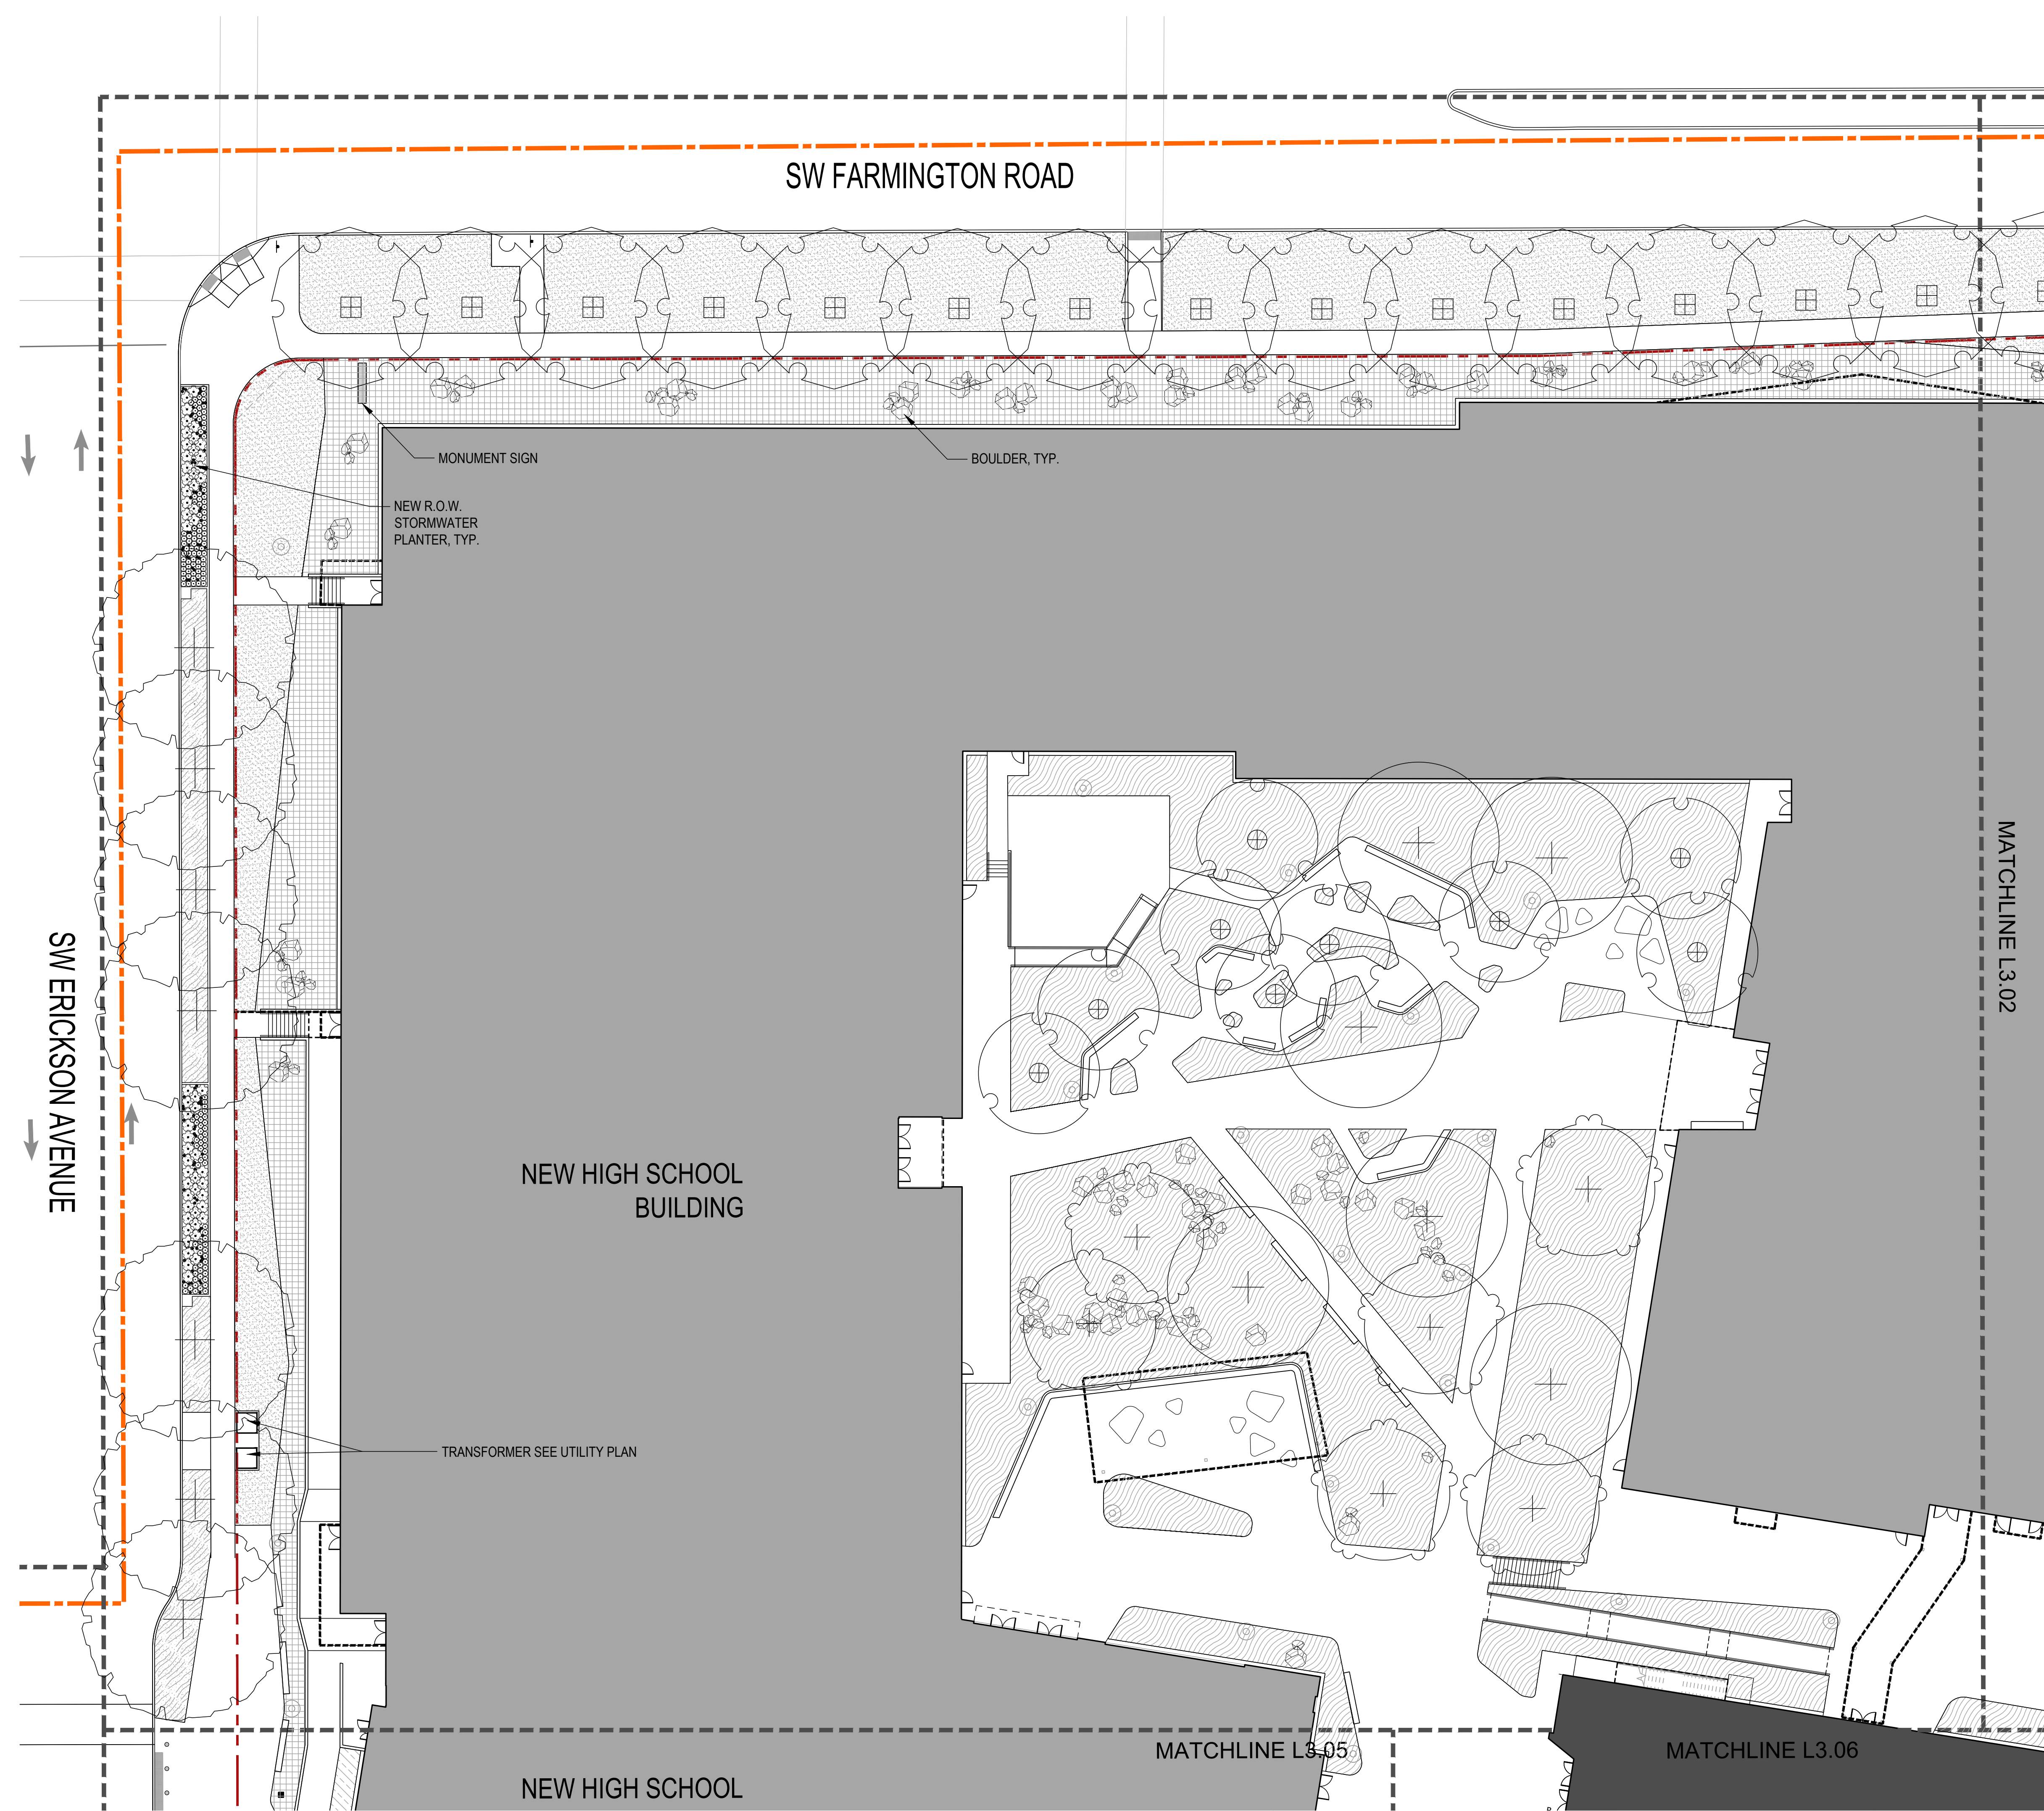 SW FARMINGTON ROAD
MONUMENT SIGN
BOULDER, TYP.
NEW R.O.W.
STORMWATER
PLANTER, TYP.
MATCHLINE L3.02
SW ERICKSON AVENUE
NEW HIGH SCHOOL
BUILDING
TRANSFORMER SEE UTILITY PLAN
MATCHLINE L3.05
MATCHLINE L3.06
NEW HIGH SCHOOL